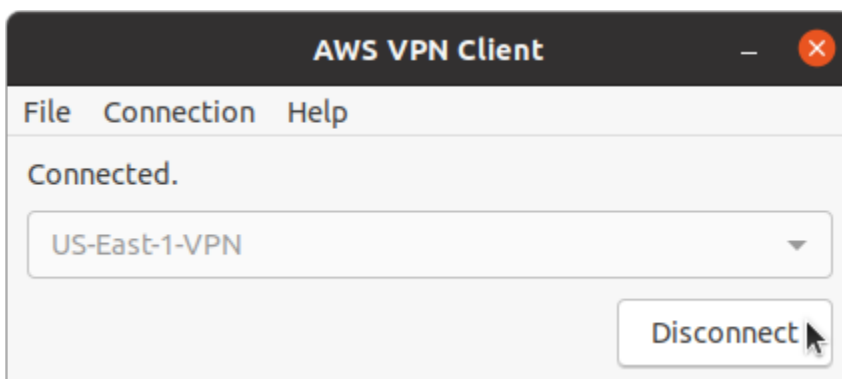 AWS VPN Client
File Connection Help
Connected.
US-East-1-VPN
Disconnect